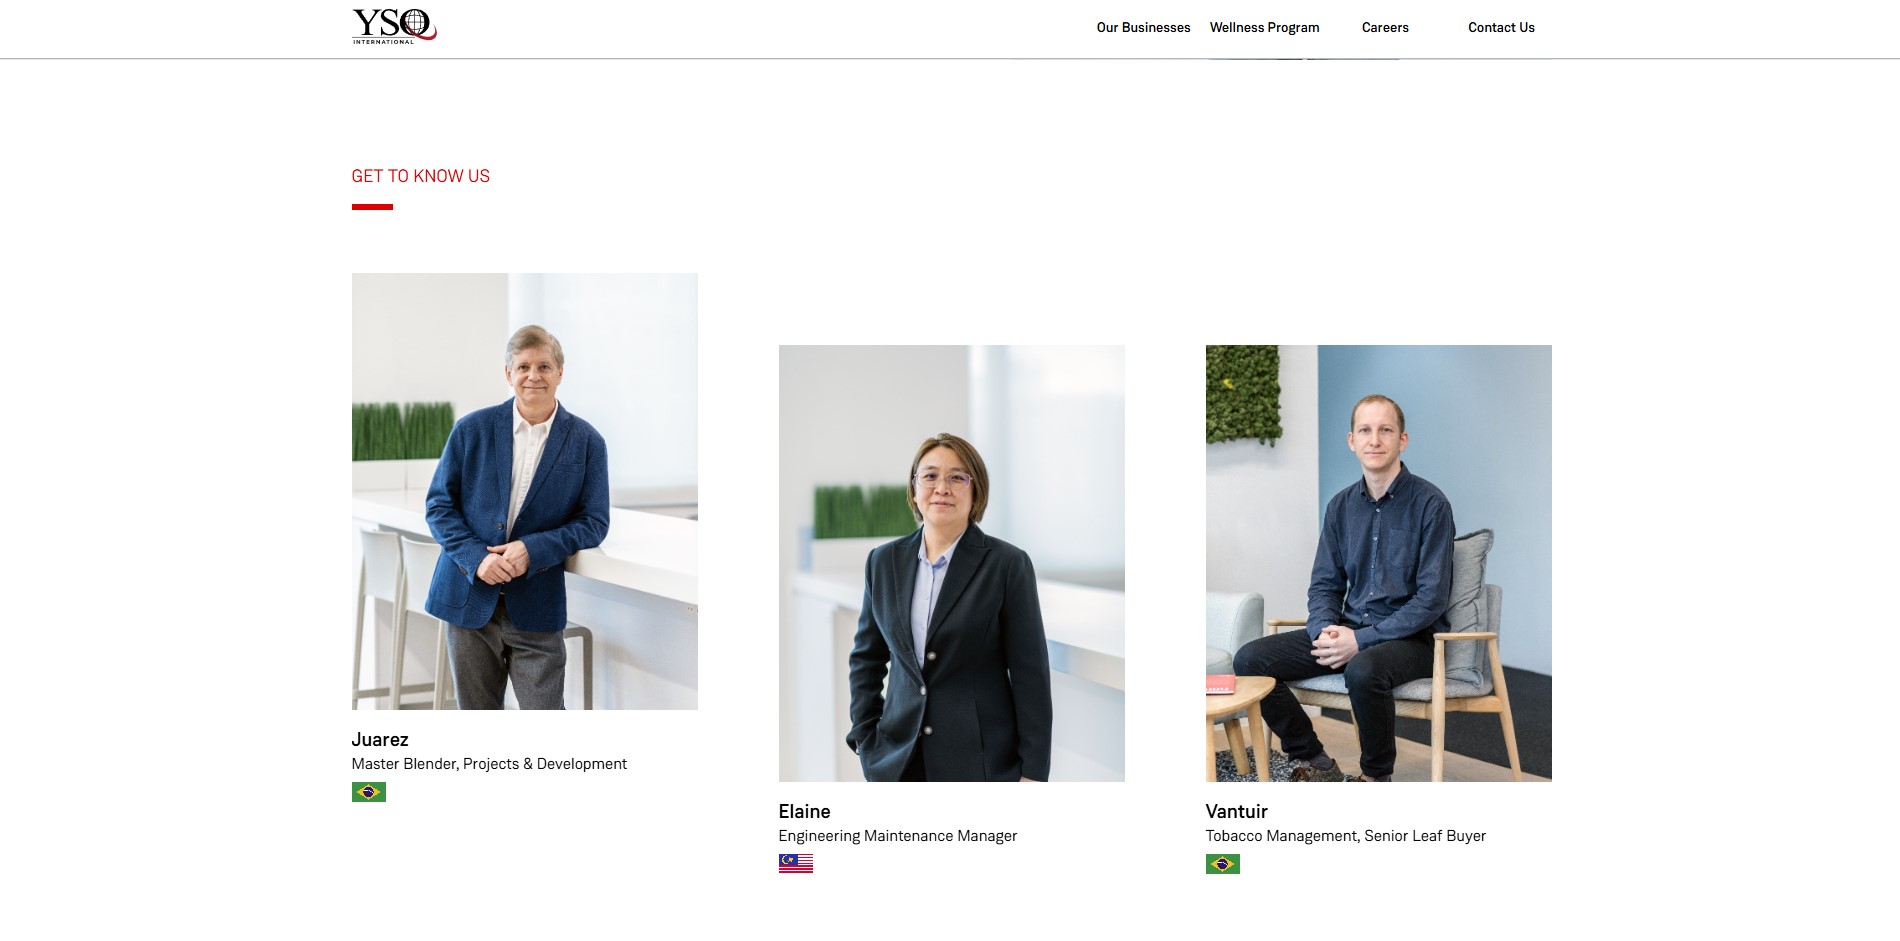 YSQ
INTERNATIONAL
Our Businesses
Wellness Program
Careers
Contact Us
GET TO KNOW US
Juarez
Master Blender, Projects & Development
Elaine
Engineering Maintenance Manager
Vantuir
Tobacco Management, Senior Leaf Buyer